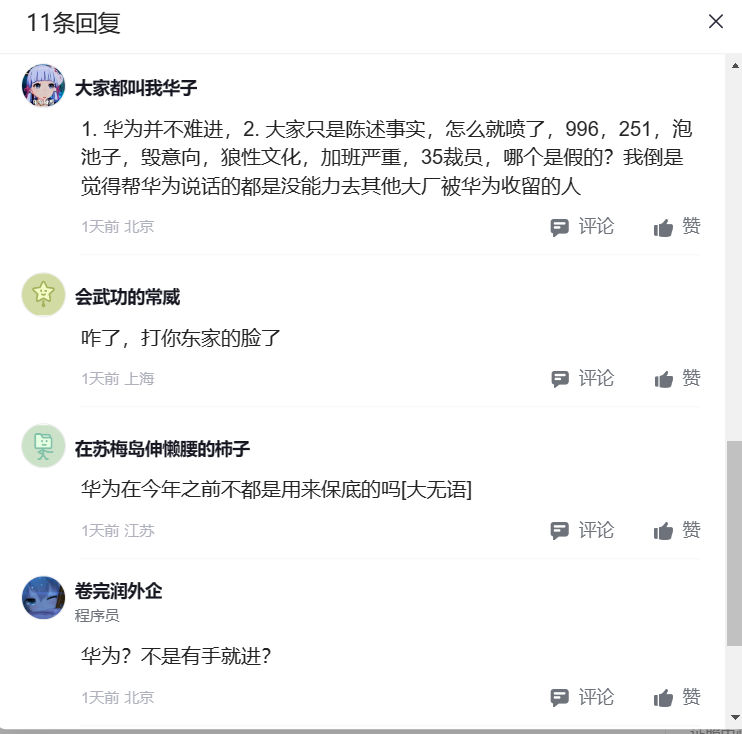 11条回复
大家都叫我华子
1. 华为并不难进，2. 大家只是陈述事实，怎么就喷了，996，251，泡
池子，毁意向，狼性文化，加班严重，35裁员，哪个是假的？我倒是
觉得帮华为说话的都是没能力去其他大厂被华为收留的人
1天前 北京
评论
赞
会武功的常威
咋了，打你东家的脸了
1天前 上海
评论
赞
在苏梅岛伸懒腰的柿子
华为在今年之前不都是用来保底的吗[大无语]
1天前 江苏
评论
赞
卷完润外企
程序员
华为？不是有手就进？
1天前 北京
评论
赞